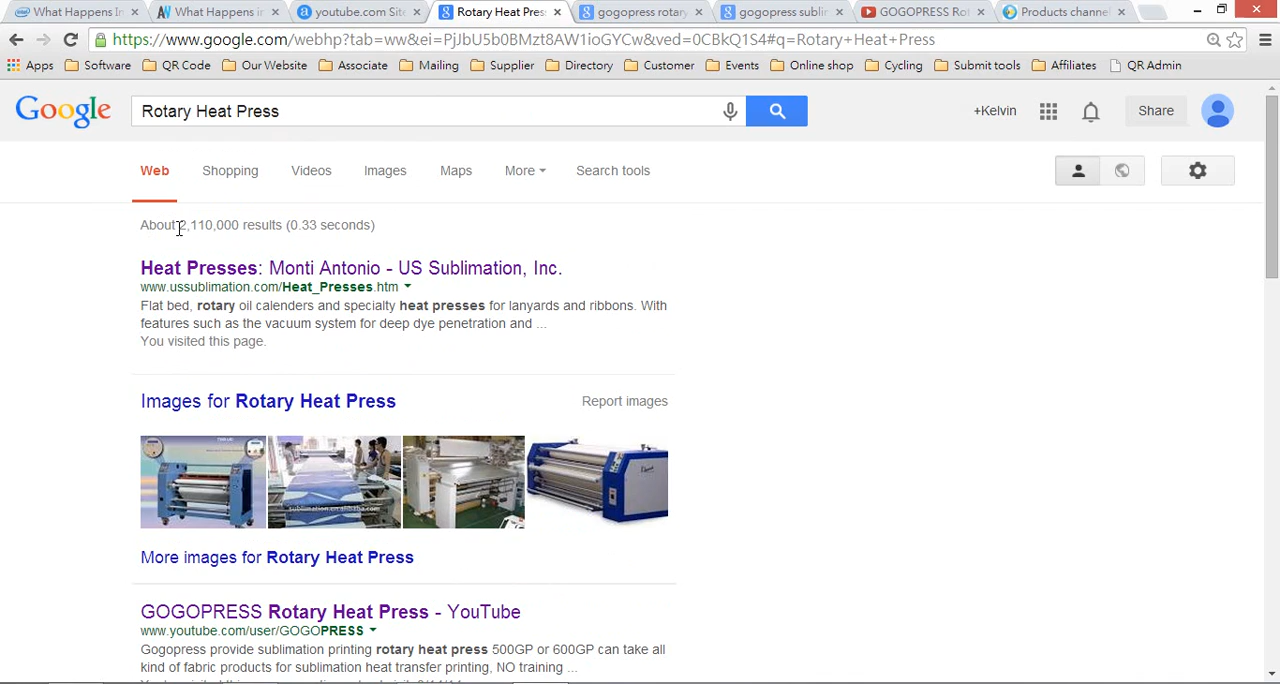 What Happens In
What Happens in
youtube.com Sit
Rotary Heat Pres
gogopress rotary
gogopress subli
GOGOPRESS Rot
Products channe
https://www.google.com/webhp?tab=ww&ei=PJJbU5b0BMzt8AW1ioGYCw&ved=0CBkQ1S4#q=Rotary+Heat+Press
Apps Software QR Code Our Website Associate Mailing Supplier Directory Customer Events Online shop Cycling Submit tools Affiliates QR Admin
Google Rotary Heat Press +Kelvin Share
Web Shopping Videos Images Maps More Search tools
About 2,110,000 results (0.33 seconds)
Heat Presses: Monti Antonio - US Sublimation, Inc.
www.ussublimation.com/Heat_Presses.htm
Flat bed, rotary oil calenders and specialty heat presses for lanyards and ribbons. With
features such as the vacuum system for deep dye penetration and ...
You visited this page.
Images for Rotary Heat Press Report images
More images for Rotary Heat Press
GOGOPRESS Rotary Heat Press - YouTube
www.youtube.com/user/GOGOPRESS
Gogopress provide sublimation printing rotary heat press 500GP or 600GP can take all
kind of fabric products for sublimation heat transfer printing, NO training ...